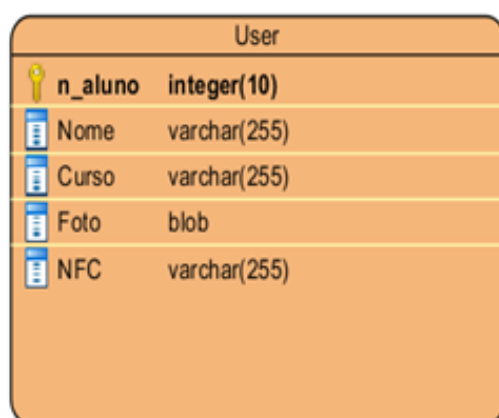 User
n_aluno integer(10)
Nome varchar(255)
Curso varchar(255)
Foto blob
NFC varchar(255)